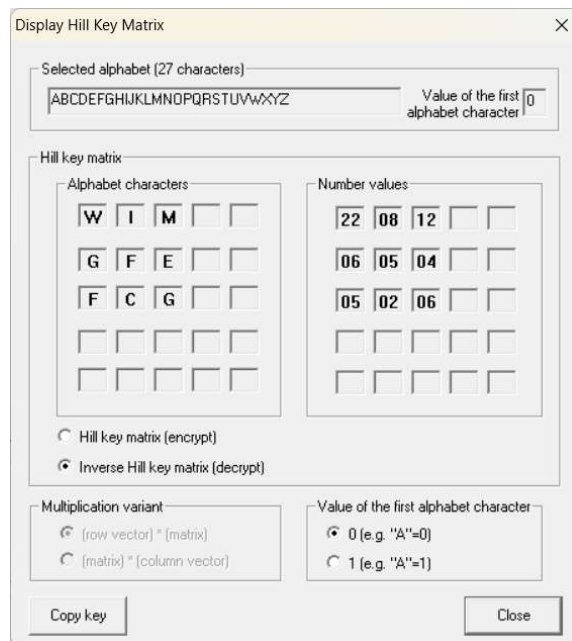 Display Hill Key Matrix
Selected alphabet (27 characters)
ABCDEFGHIJKLMNOPQRSTUVWXYZ
Value of the first
alphabet character
0
Hill key matrix
Alphabet characters
W I M
G F E
F C G
Number values
22 08 12
06 05 04
05 02 06
Hill key matrix (encrypt)
Inverse Hill key matrix (decrypt)
Multiplication variant
(row vector) * (matrix)
(matrix) * (column vector)
Value of the first alphabet character
0 (e.g. "A"=0)
1 (e.g. "A"=1)
Copy key
Close